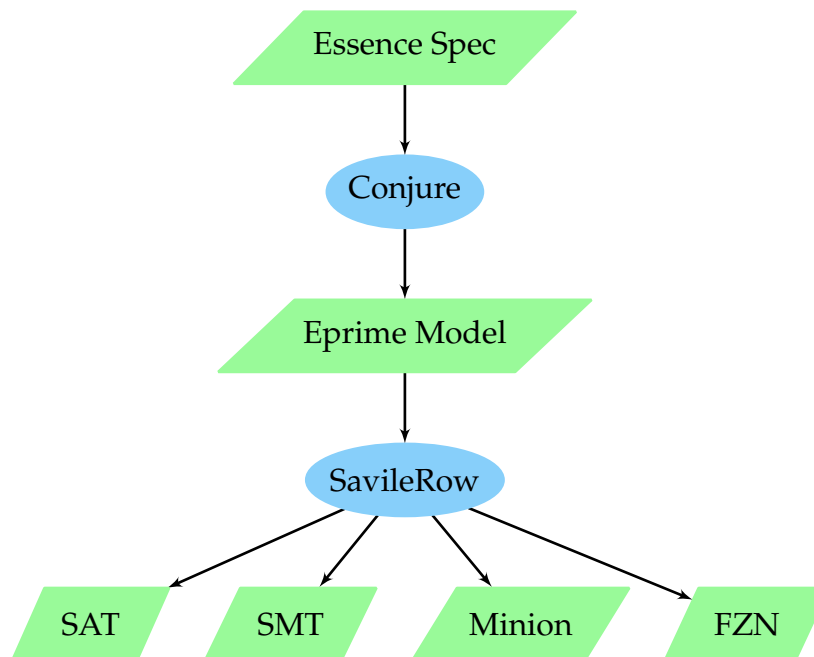 Essence Spec
Conjure
Eprime Model
SavileRow
SAT
SMT
Minion
FZN